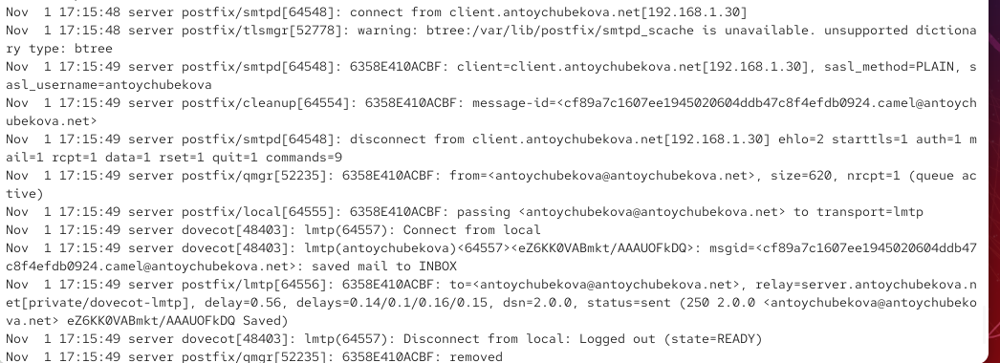 Nov  1 17:15:48 server postfix/smtpd[64548]: connect from client.antoychubekova.net[192.168.1.30]
Nov  1 17:15:48 server postfix/tlsmgr[52778]: warning: btree:/var/lib/postfix/smtpd_scache is unavailable. unsupported dictiona
ry type: btree
Nov  1 17:15:49 server postfix/smtpd[64548]: 6358E410ACBF: client=client.antoychubekova.net[192.168.1.30], sasl_method=PLAIN, s
asl_username=antoychubekova
Nov  1 17:15:49 server postfix/cleanup[64554]: 6358E410ACBF: message-id=<cf89a7c1607ee1945020604ddb47c8f4efdb0924.camel@antoych
ubekova.net>
Nov  1 17:15:49 server postfix/smtpd[64548]: disconnect from client.antoychubekova.net[192.168.1.30] ehlo=2 starttls=1 auth=1 m
ail=1 rcpt=1 data=1 rset=1 quit=1 commands=9
Nov  1 17:15:49 server postfix/qmgr[52235]: 6358E410ACBF: from=<antoychubekova@antoychubekova.net>, size=620, nrcpt=1 (queue ac
tive)
Nov  1 17:15:49 server postfix/local[64555]: 6358E410ACBF: passing <antoychubekova@antoychubekova.net> to transport=lmtp
Nov  1 17:15:49 server dovecot[48403]: lmtp(64557): Connect from local
Nov  1 17:15:49 server dovecot[48403]: lmtp(antoychubekova)<64557><eZ6KK0VABmkt/AAAUOFkDQ>: msgid=<cf89a7c1607ee1945020604ddb47
c8f4efdb0924.camel@antoychubekova.net>: saved mail to INBOX
Nov  1 17:15:49 server postfix/lmtp[64556]: 6358E410ACBF: to=<antoychubekova@antoychubekova.net>, relay=server.antoychubekova.n
et[private/dovecot-lmtp], delay=0.56, delays=0.14/0.1/0.16/0.15, dsn=2.0.0, status=sent (250 2.0.0 <antoychubekova@antoychubeko
va.net> eZ6KK0VABmkt/AAAUOFkDQ Saved)
Nov  1 17:15:49 server dovecot[48403]: lmtp(64557): Disconnect from local: Logged out (state=READY)
Nov  1 17:15:49 server postfix/qmgr[52235]: 6358E410ACBF: removed